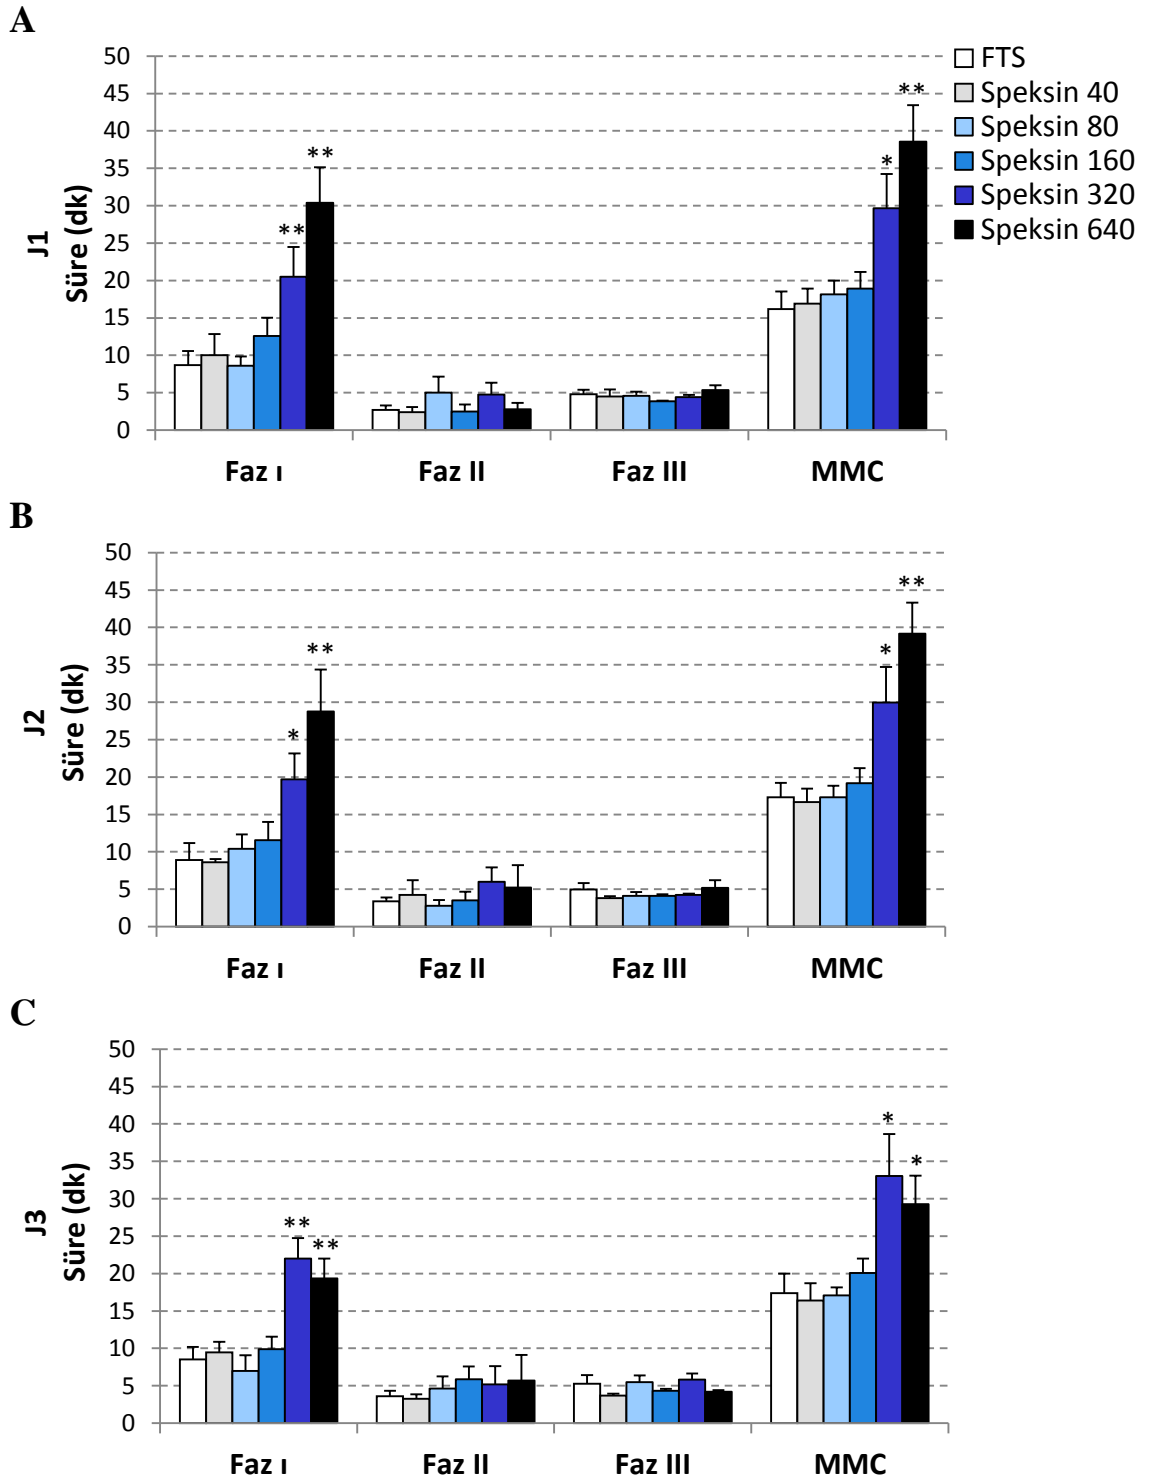 A
50
45
40
35
30
25
20
15
10
5
0
J1
Süre (dk)
**
**
*
**
Faz ı
Faz II
Faz III
MMC
FTS
Speksin 40
Speksin 80
Speksin 160
Speksin 320
Speksin 640
B
50
45
40
35
30
25
20
15
10
5
0
J2
Süre (dk)
*
**
*
**
Faz ı
Faz II
Faz III
MMC
C
50
45
40
35
30
25
20
15
10
5
0
J3
Süre (dk)
**
**
*
*
Faz ı
Faz II
Faz III
MMC